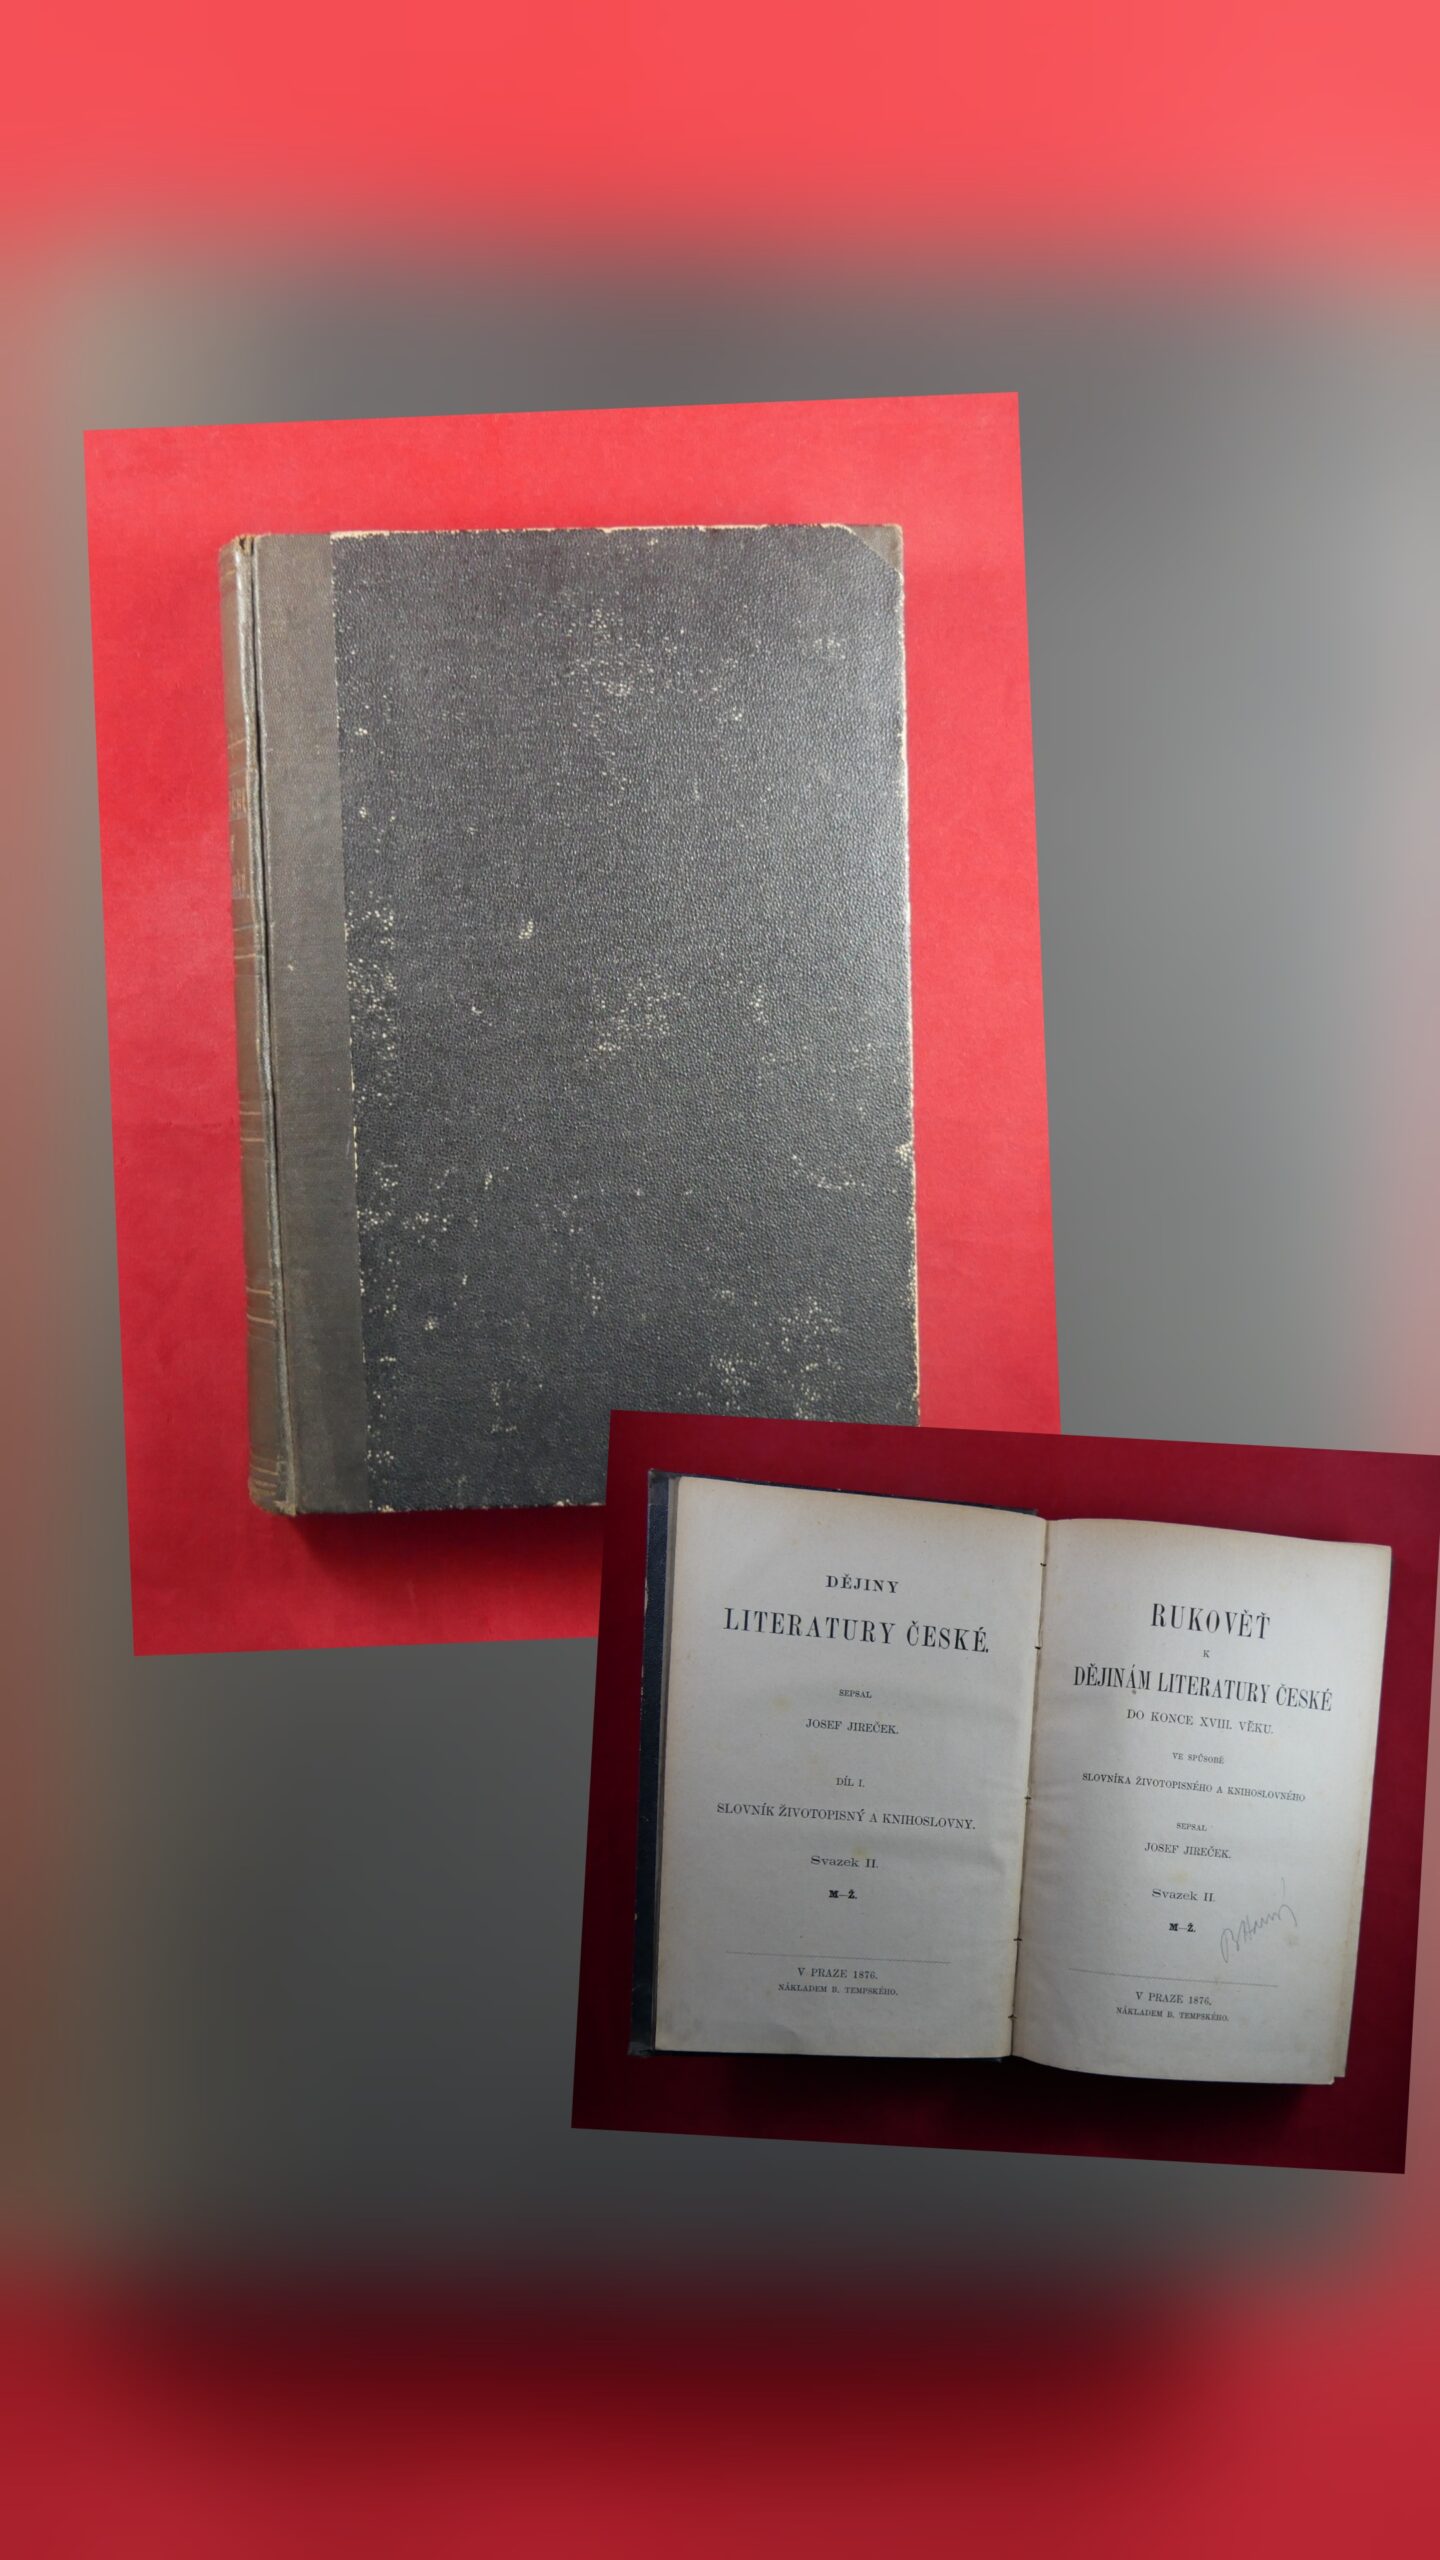 DĚJINY
LITERATURY ČESKÉ.
SEPSAL
JOSEF JIREČEK.
DÍL I.
SLOVNÍK ŽIVOTOPISNÝ A KNIHOSLOVNY.
Svazek II.
M—Ž.
V PRAZE 1876.
NÁKLADEM B. TEMPSKÉHO.
RUKOVĚŤ
K
DĚJINÁM LITERATURY ČESKÉ
DO KONCE XVIII. VĚKU.
VE SPŮSOBĚ
SLOVNÍKA ŽIVOTOPISNÉHO A KNIHOSLOVNÉHO
SEPSAL
JOSEF JIREČEK.
Svazek II.
M—Ž.
V PRAZE 1876.
NÁKLADEM B. TEMPSKÉHO.